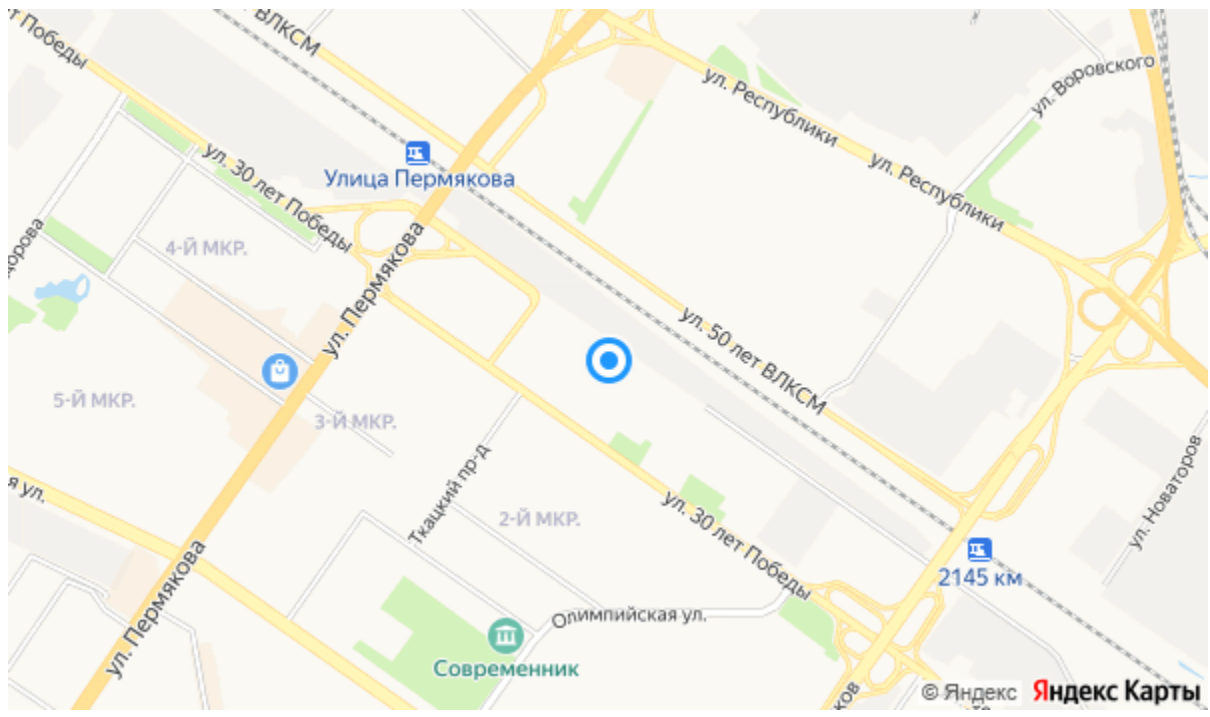 ВЛКСМ
т Победы
ул. Республики
ул. Воровского
ул. Республики
ул. 30 лет Победы
Улица Пермякова
4-Й МКР.
ул. Пермякова
ул. 50 лет ВЛКСМ
5-Й МКР.
3-Й МКР.
ул. Новаторов
Ткацкий пр-д
2-Й МКР.
ул. 30 лет Победы
2145 км
ул. Пермякова
Олимпийская ул.
Современник
© Яндекс Яндекс Карты